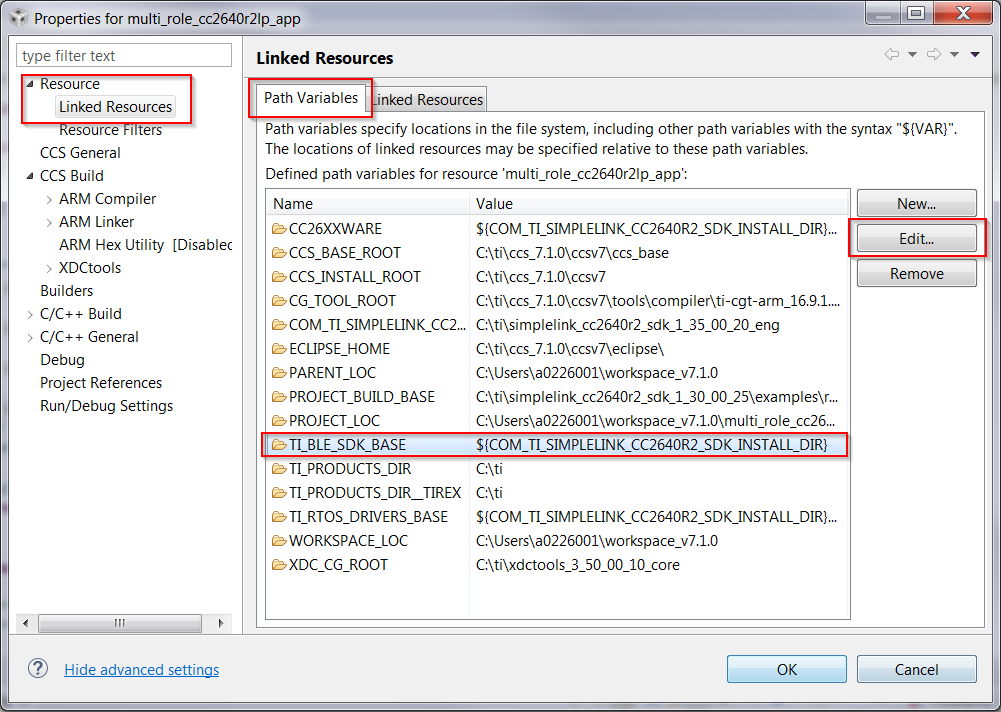 Properties for multi_role_cc2640r2lp_app
type filter text
Resource
Linked Resources
Resource Filters
CCS General
CCS Build
ARM Compiler
ARM Linker
ARM Hex Utility [Disabled
XDCtools
Builders
C/C++ Build
C/C++ General
Debug
Project References
Run/Debug Settings
Linked Resources
Path Variables
Linked Resources
Path variables specify locations in the file system, including other path variables with the syntax "${VAR}".
The locations of linked resources may be specified relative to these path variables.
Defined path variables for resource 'multi_role_cc2640r2lp_app':
Name Value
CC26XXWARE ${COM_TI_SIMPLELINK_CC2640R2_SDK_INSTALL_DIR}...
CCS_BASE_ROOT C:\ti\ccs_7.1.0\ccsv7\ccs_base
CCS_INSTALL_ROOT C:\ti\ccs_7.1.0\ccsv7
CG_TOOL_ROOT C:\ti\ccs_7.1.0\ccsv7\tools\compiler\ti-cgt-arm_16.9.1....
COM_TI_SIMPLELINK_CC2... C:\ti\simplelink_cc2640r2_sdk_1_35_00_20_eng
ECLIPSE_HOME C:\ti\ccs_7.1.0\ccsv7\eclipse\
PARENT_LOC C:\Users\a0226001\workspace_v7.1.0
PROJECT_BUILD_BASE C:\ti\simplelink_cc2640r2_sdk_1_30_00_25\examples\r...
PROJECT_LOC C:\Users\a0226001\workspace_v7.1.0\multi_role_cc26...
TI_BLE_SDK_BASE ${COM_TI_SIMPLELINK_CC2640R2_SDK_INSTALL_DIR}
TI_PRODUCTS_DIR C:\ti
TI_PRODUCTS_DIR__TIREX C:\ti
TI_RTOS_DRIVERS_BASE ${COM_TI_SIMPLELINK_CC2640R2_SDK_INSTALL_DIR}...
WORKSPACE_LOC C:\Users\a0226001\workspace_v7.1.0
XDC_CG_ROOT C:\ti\xdctools_3_50_00_10_core
New...
Edit...
Remove
Hide advanced settings
OK
Cancel